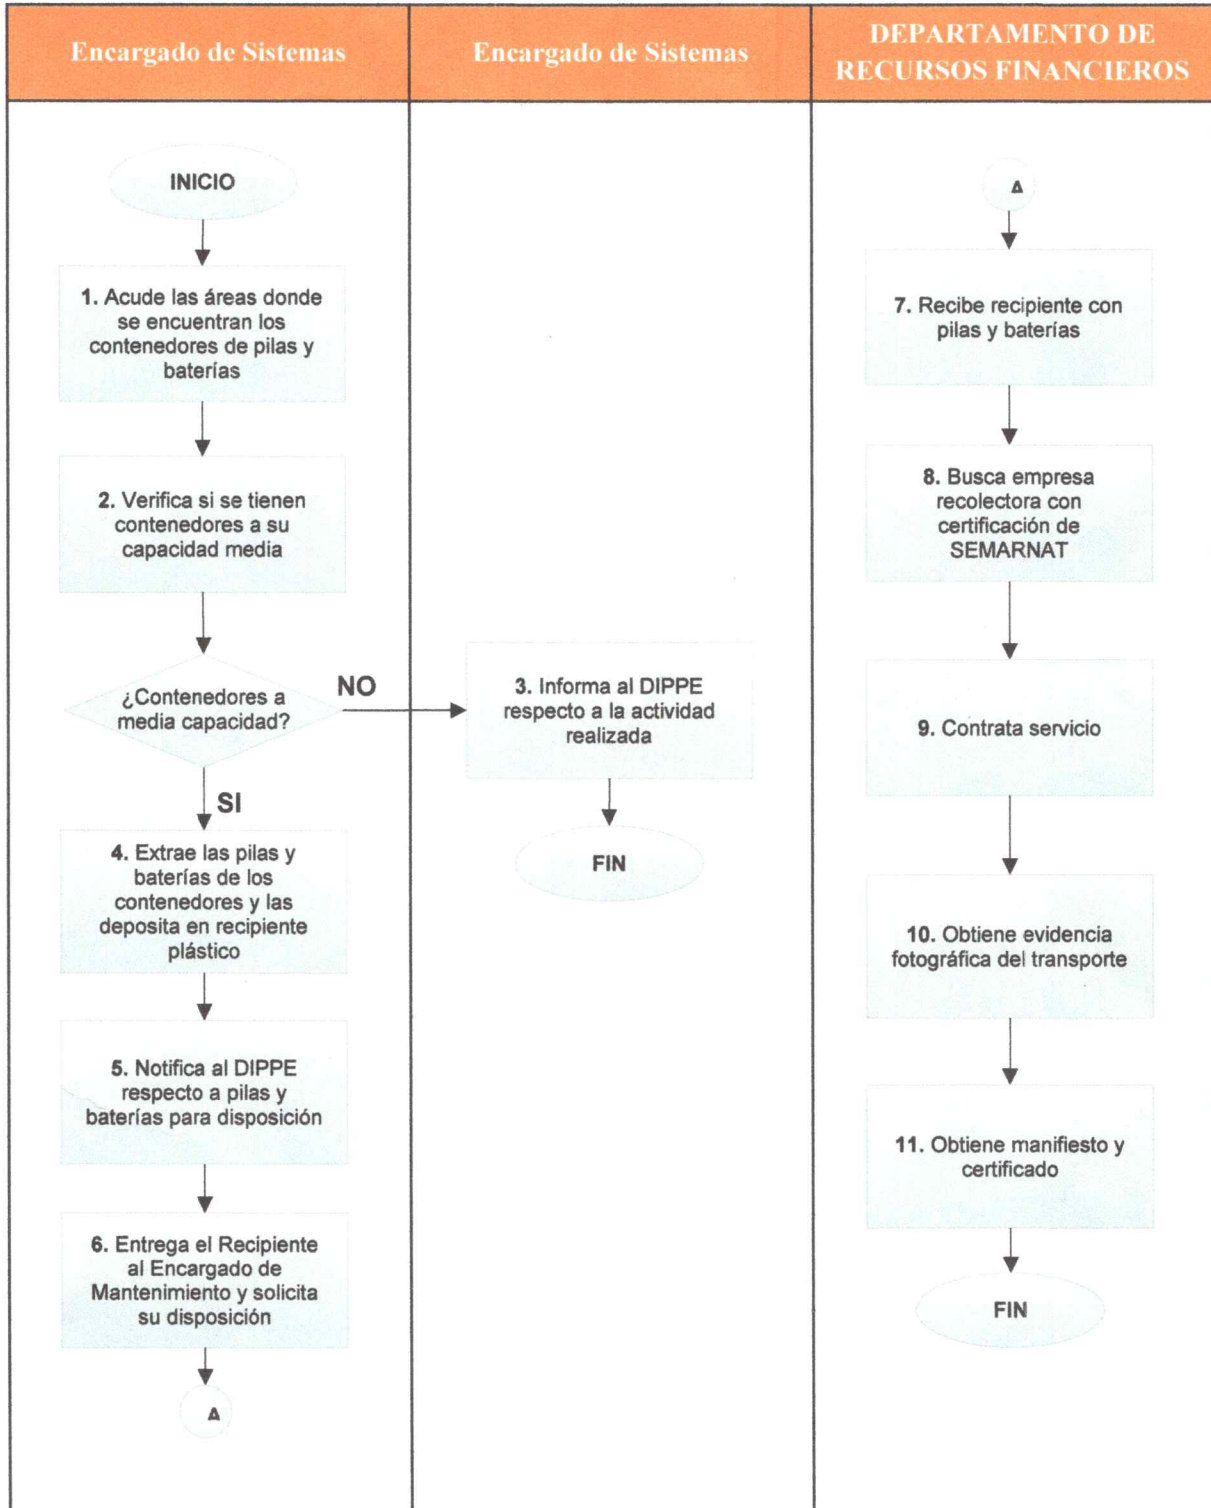 Encargado de Sistemas
Encargado de Sistemas
DEPARTAMENTO DE
RECURSOS FINANCIEROS
INICIO
1. Acude las áreas donde
se encuentran los
contenedores de pilas y
baterías
2. Verifica si se tienen
contenedores a su
capacidad media
¿Contenedores a
media capacidad?
NO
SI
4. Extrae las pilas y
baterías de los
contenedores y las
deposita en recipiente
plástico
5. Notifica al DIPPE
respecto a pilas y
baterías para disposición
6. Entrega el Recipiente
al Encargado de
Mantenimiento y solicita
su disposición
A
3. Informa al DIPPE
respecto a la actividad
realizada
FIN
A
7. Recibe recipiente con
pilas y baterías
8. Busca empresa
recolectora con
certificación de
SEMARNAT
9. Contrata servicio
10. Obtiene evidencia
fotográfica del transporte
11. Obtiene manifiesto y
certificado
FIN